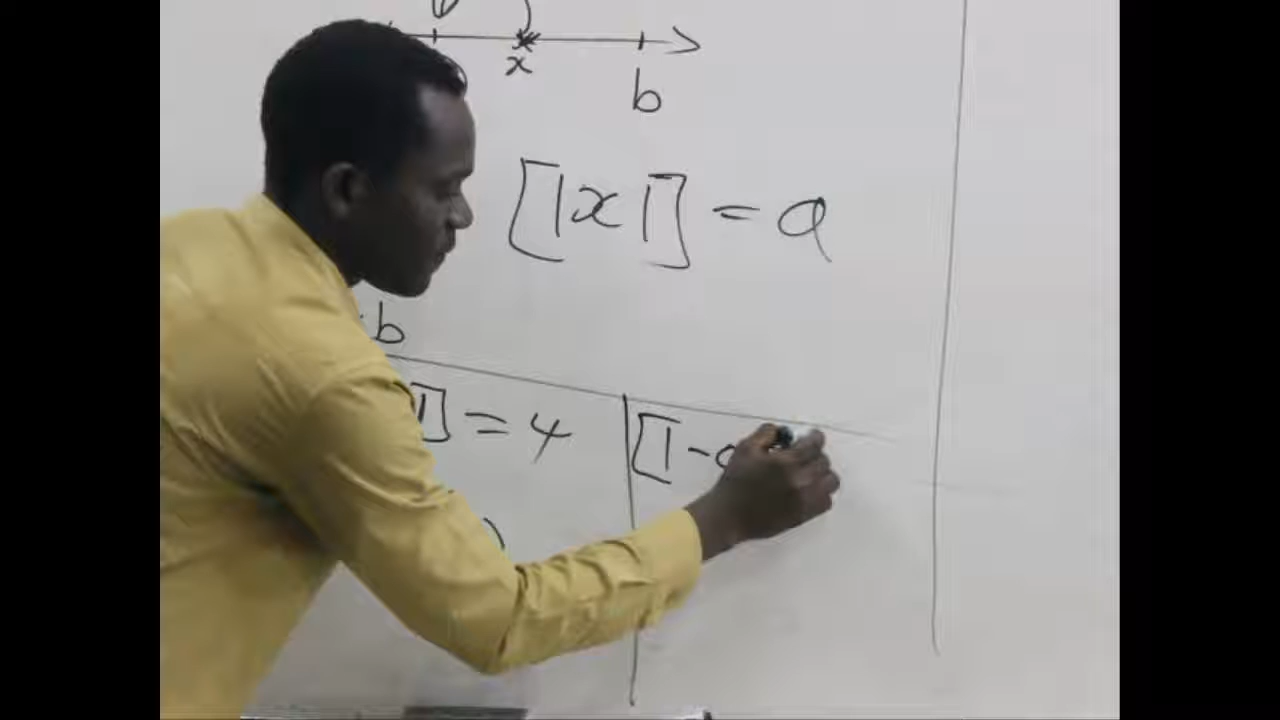 x
b
[|x|] = a
b
|] = 4
[|-